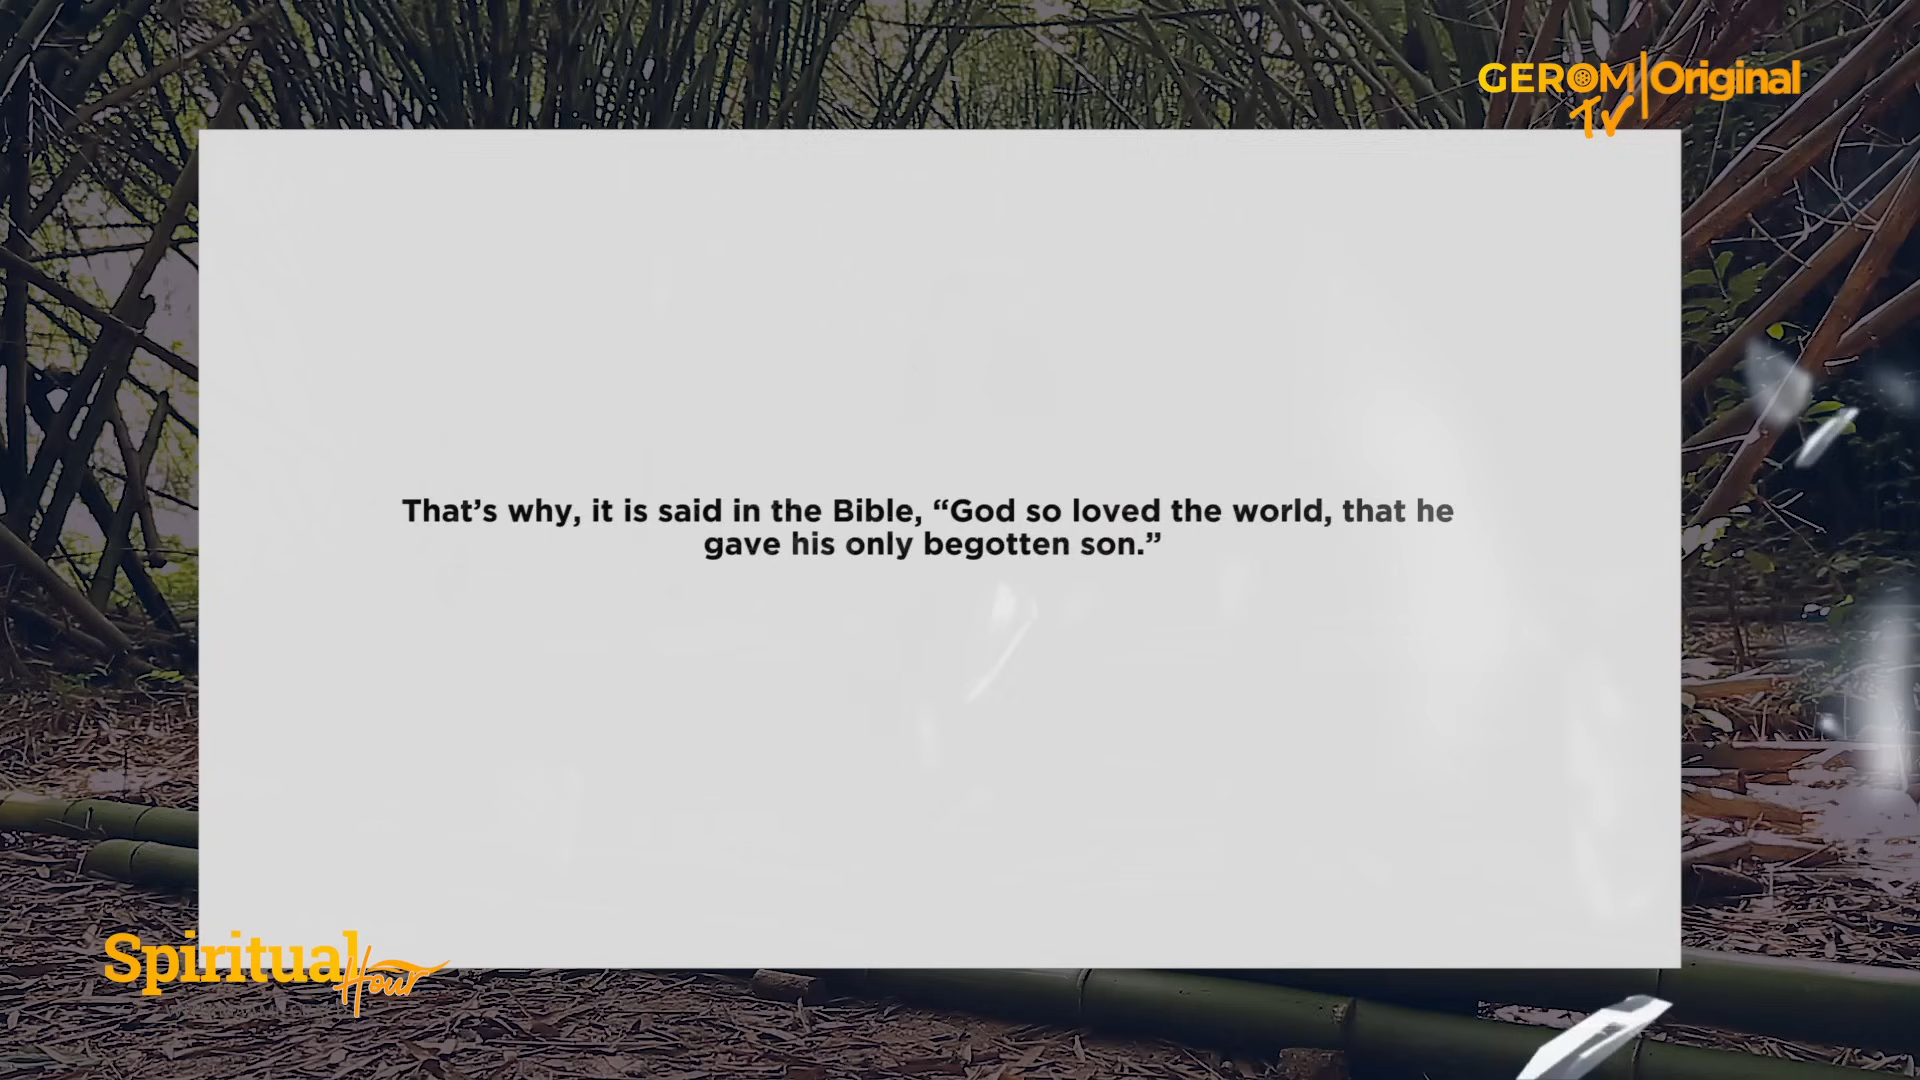 GEROM|Original
TV
That’s why, it is said in the Bible, “God so loved the world, that he
gave his only begotten son.”
Spiritual
Hour